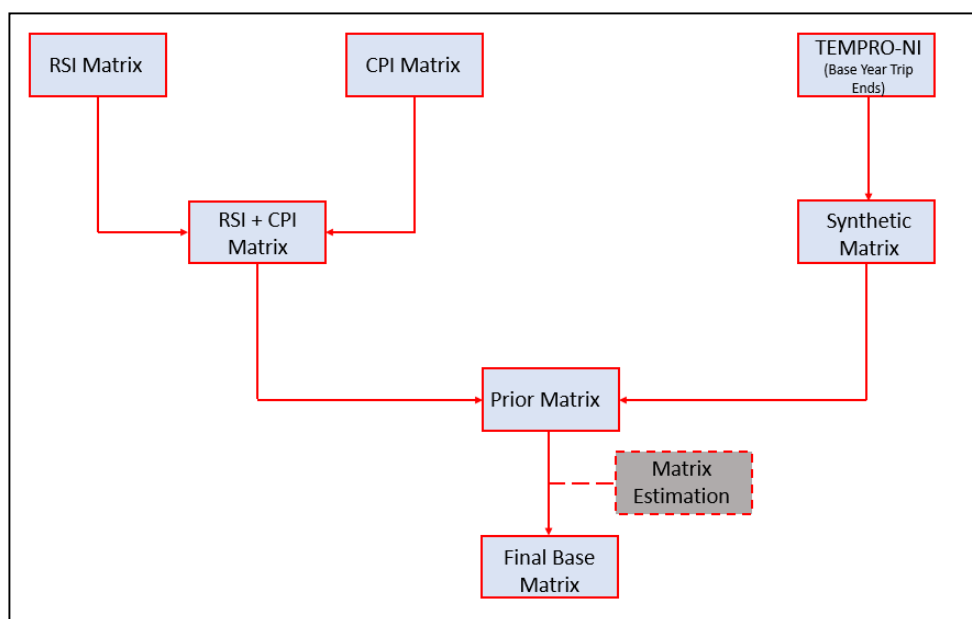 RSI Matrix
CPI Matrix
TEMPRO-NI
(Base Year Trip
Ends)
RSI + CPI
Matrix
Synthetic
Matrix
Prior Matrix
Matrix
Estimation
Final Base
Matrix